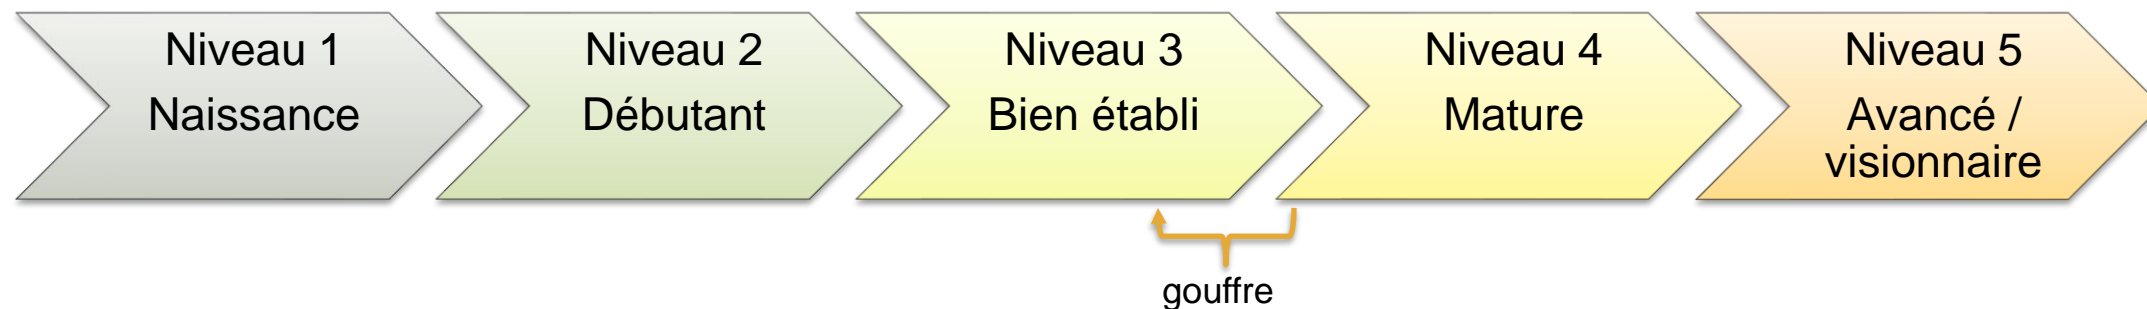 Niveau 1
Naissance
Niveau 2
Débutant
Niveau 3
Bien établi
Niveau 4
Mature
Niveau 5
Avancé /
visionnaire
gouffre